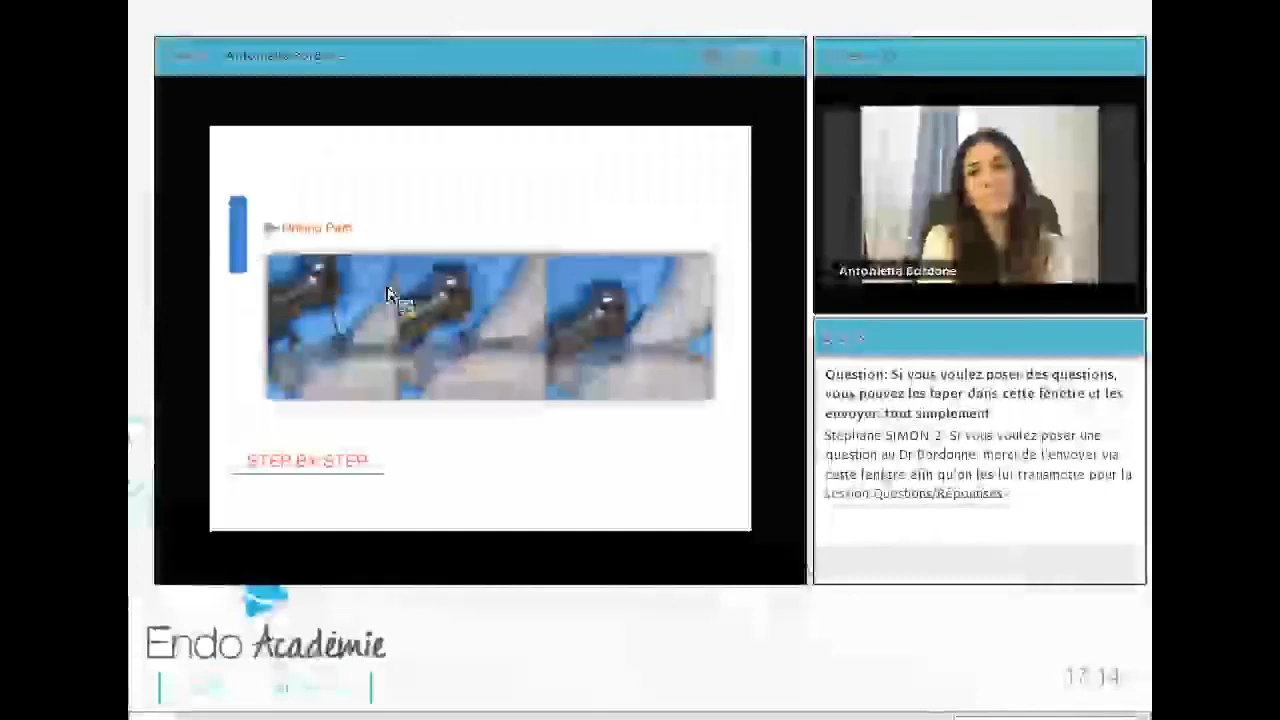 Antonietta Bordone
STEP BY STEP
Antonietta Bordone
Question: Si vous voulez poser des questions,
vous pouvez les taper dans cette fenêtre et les
envoyer, tout simplement
Stéphane SIMON 2: Si vous voulez poser une
question au Dr Bordonne, merci de l'envoyer via
cette fenêtre afin qu'on les lui transmette pour la
session Questions/Réponses
Endo Académie
17:14